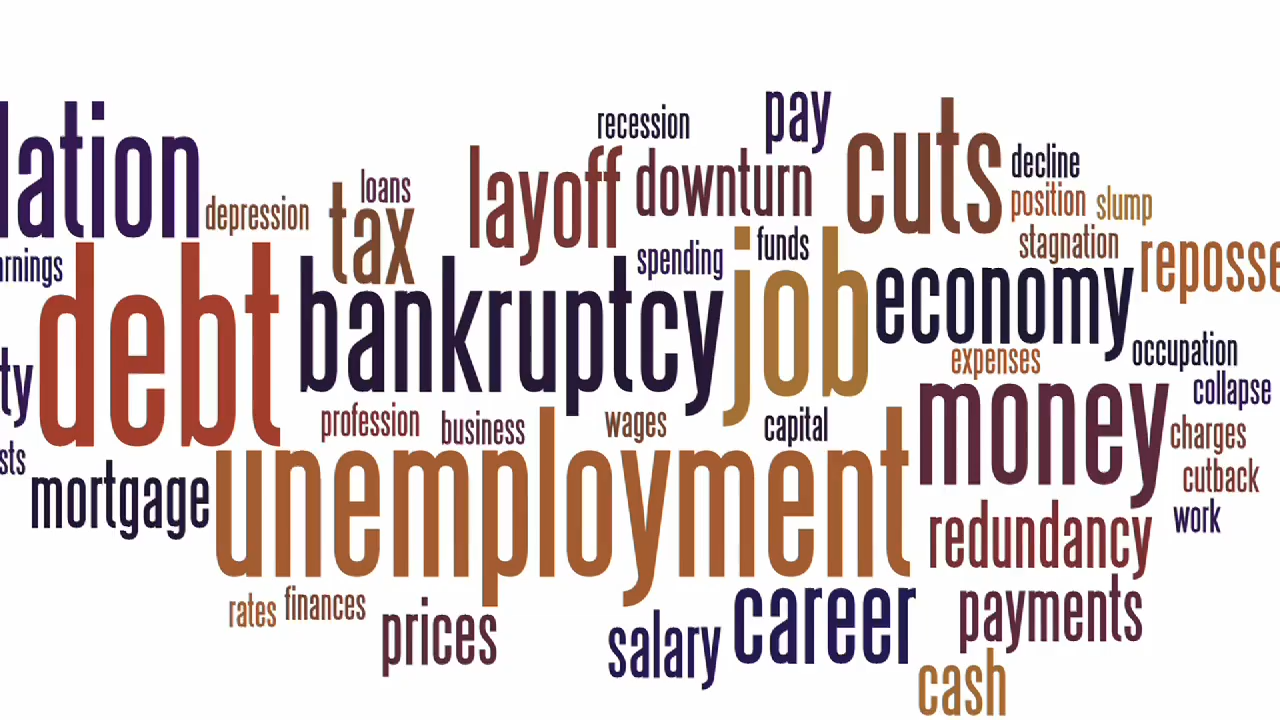 pay
recession
cuts
lation
layoff
downturn
decline
depression
loans
tax
position
slump
stagnation
funds
spending
rnings
reposse
debt
bankruptcy
job
economy
expenses
occupation
ty
collapse
money
profession
business
wages
capital
charges
sts
cutback
mortgage
unemployment
work
redundancy
rates
finances
prices
salary
career
payments
cash